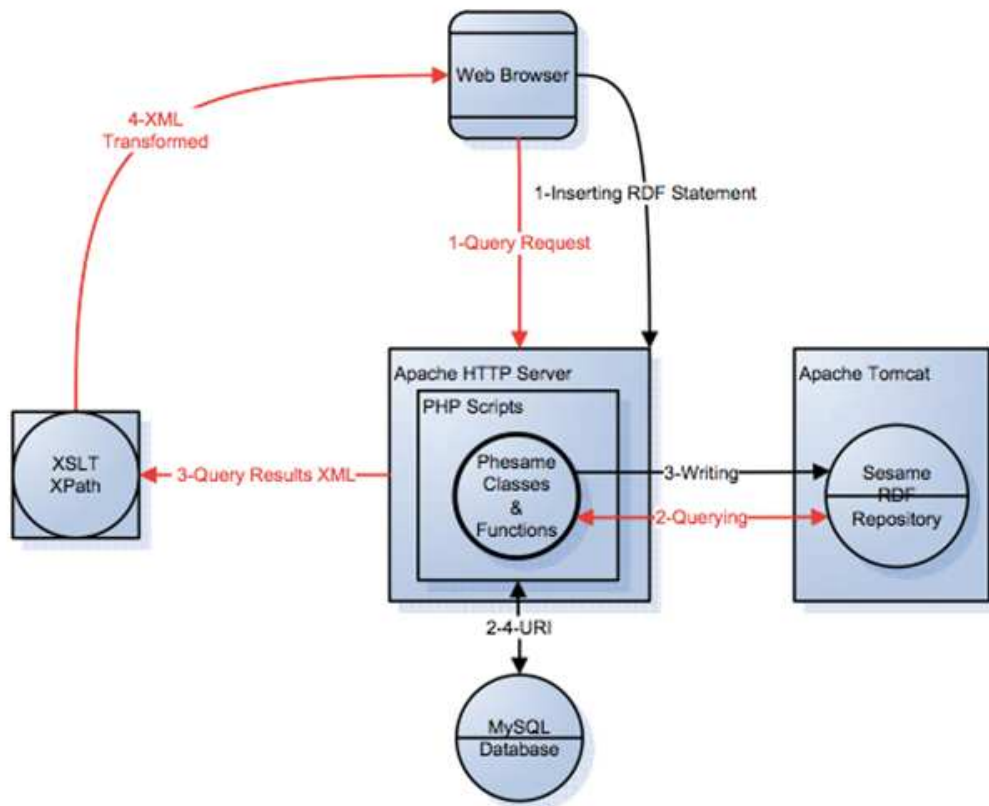 Web Browser
4-XML
Transformed
1-Inserting RDF Statement
1-Query Request
Apache HTTP Server
Apache Tomcat
PHP Scripts
XSLT
XPath
3-Query Results XML
Phesame
Classes
&
Functions
3-Writing
2-Querying
Sesame
RDF
Repository
2-4-URI
MySQL
Database